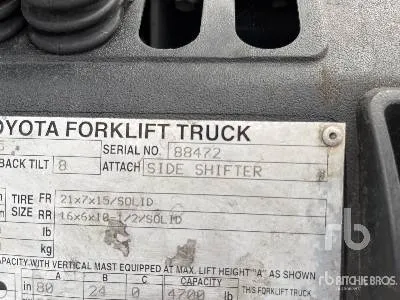 OYOTA FORKLIFT TRUCK
SERIAL NO. 88472
BACK TILT 8 ATTACH SIDE SHIFTER
TIRE FR 21x7x15/SOLID
SIZE RR 16x6x10-1/2/SOLID
lb
kg
CAPACITY WITH VERTICAL MAST EQUIPPED AT MAX. LIFT HEIGHT "A" AS SHOWN
A B C CAPACITY THIS FORKLIFT TRUCK
in 80 24 0 4700 lb
rb
RITCHIE BROS.